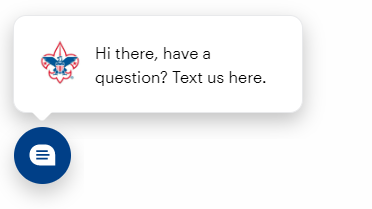 Hi there, have a
question? Text us here.